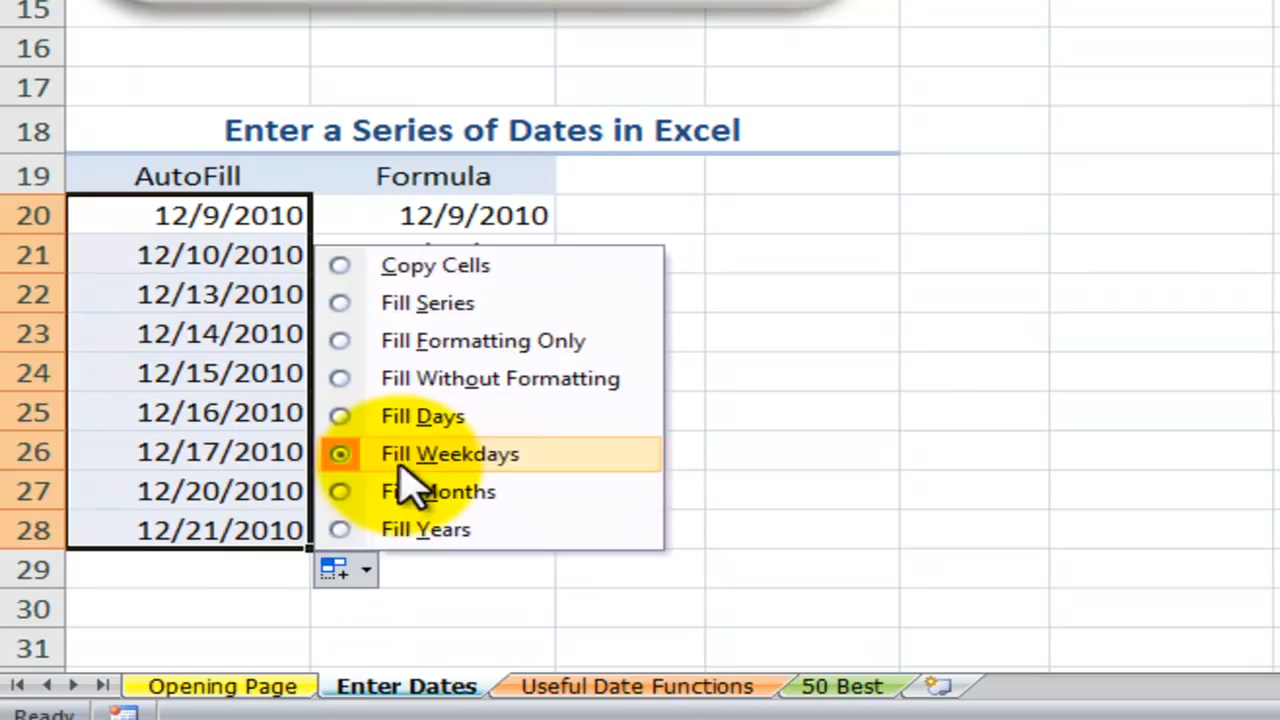 15
16
17
18 Enter a Series of Dates in Excel
19 AutoFill Formula
20 12/9/2010 12/9/2010
21 12/10/2010 Copy Cells
22 12/13/2010 Fill Series
23 12/14/2010 Fill Formatting Only
24 12/15/2010 Fill Without Formatting
25 12/16/2010 Fill Days
26 12/17/2010 Fill Weekdays
27 12/20/2010 Months
28 12/21/2010 Fill Years
29
30
31
Opening Page Enter Dates Useful Date Functions 50 Best
Ready